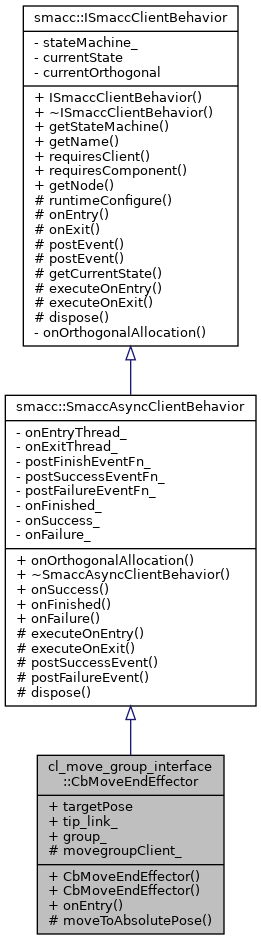 smacc::ISmaccClientBehavior
- stateMachine_
- currentState
- currentOrthogonal
+ ISmaccClientBehavior()
+ ~ISmaccClientBehavior()
+ getStateMachine()
+ getName()
+ requiresClient()
+ requiresComponent()
+ getNode()
# runtimeConfigure()
# onEntry()
# onExit()
# postEvent()
# postEvent()
# getCurrentState()
# executeOnEntry()
# executeOnExit()
# dispose()
- onOrthogonalAllocation()
smacc::SmaccAsyncClientBehavior
- onEntryThread_
- onExitThread_
- postFinishEventFn_
- postSuccessEventFn_
- postFailureEventFn_
- onFinished_
- onSuccess_
- onFailure_
+ onOrthogonalAllocation()
+ ~SmaccAsyncClientBehavior()
+ onSuccess()
+ onFinished()
+ onFailure()
# executeOnEntry()
# executeOnExit()
# postSuccessEvent()
# postFailureEvent()
# dispose()
cl_move_group_interface
::CbMoveEndEffector
+ targetPose
+ tip_link_
+ group_
# movegroupClient_
+ CbMoveEndEffector()
+ CbMoveEndEffector()
+ onEntry()
# moveToAbsolutePose()